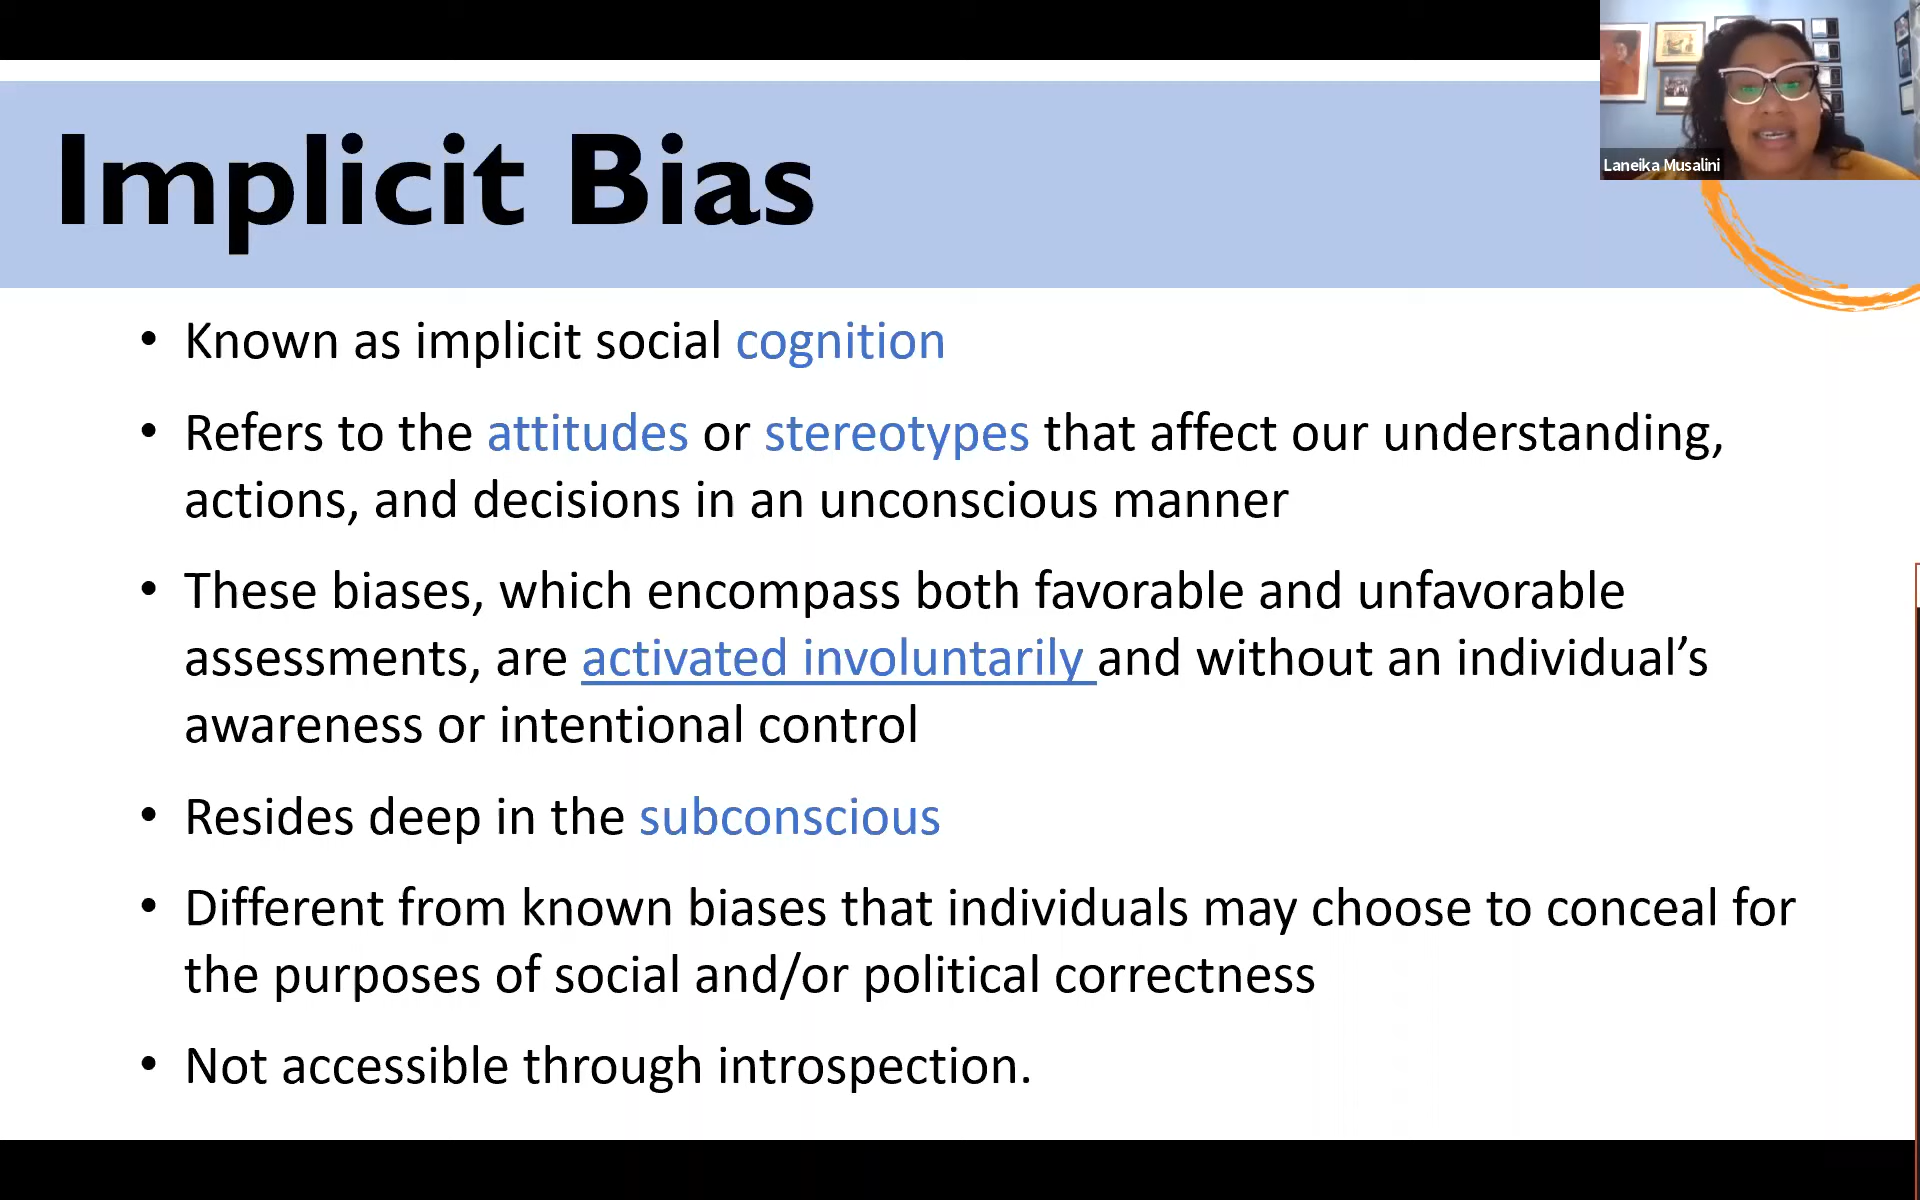 Implicit Bias
Laneika Musalini
• Known as implicit social cognition
• Refers to the attitudes or stereotypes that affect our understanding,
actions, and decisions in an unconscious manner
• These biases, which encompass both favorable and unfavorable
assessments, are activated involuntarily and without an individual’s
awareness or intentional control
• Resides deep in the subconscious
• Different from known biases that individuals may choose to conceal for
the purposes of social and/or political correctness
• Not accessible through introspection.